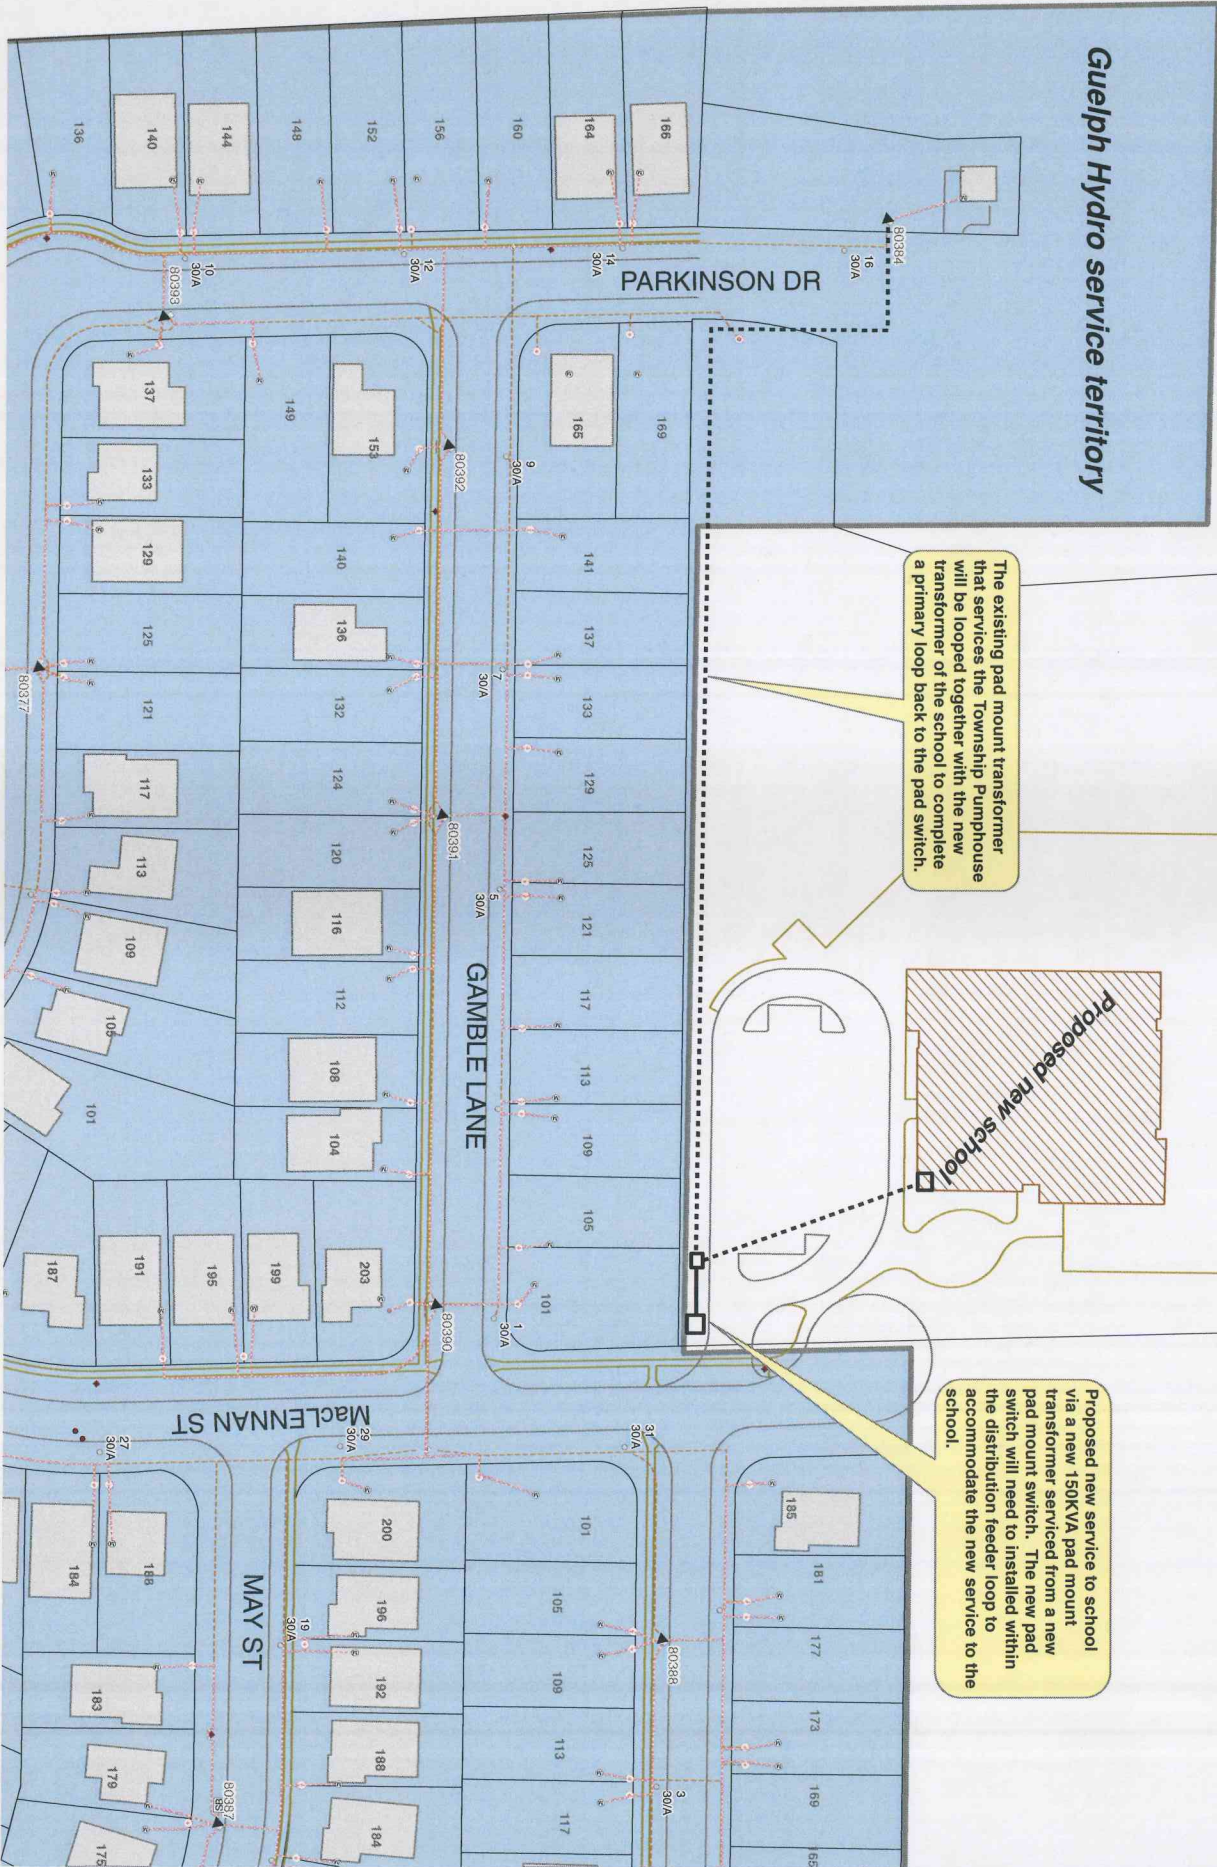 Guelph Hydro service territory
The existing pad mount transformer
that services the Township Pumphouse
will be looped together with the new
transformer of the school to complete
a primary loop back to the pad switch.
Proposed new school
Proposed new service to school
via a new 150KVA pad mount
transformer serviced from a new
pad mount switch. The new pad
switch will need to installed within
the distribution feeder loop to
accommodate the new service to the
school.
PARKINSON DR
GAMBLE LANE
MacLENNAN ST
MAY ST
136
140
144
148
152
156
160
164
166
80384
16
30/A
14
30/A
12
30/A
10
30/A
80393
137
133
129
125
121
117
113
109
105
101
80377
149
153
140
136
132
124
120
116
112
108
104
80392
80391
80390
9
30/A
7
30/A
5
30/A
1
30/A
165
169
141
137
133
129
125
121
117
113
109
105
101
187
191
195
199
203
27
30/A
29
30/A
31
30/A
185
181
177
173
169
65
80388
3
30/A
101
105
109
113
117
200
196
192
188
184
19
30/A
188
184
183
179
175
80387
SB